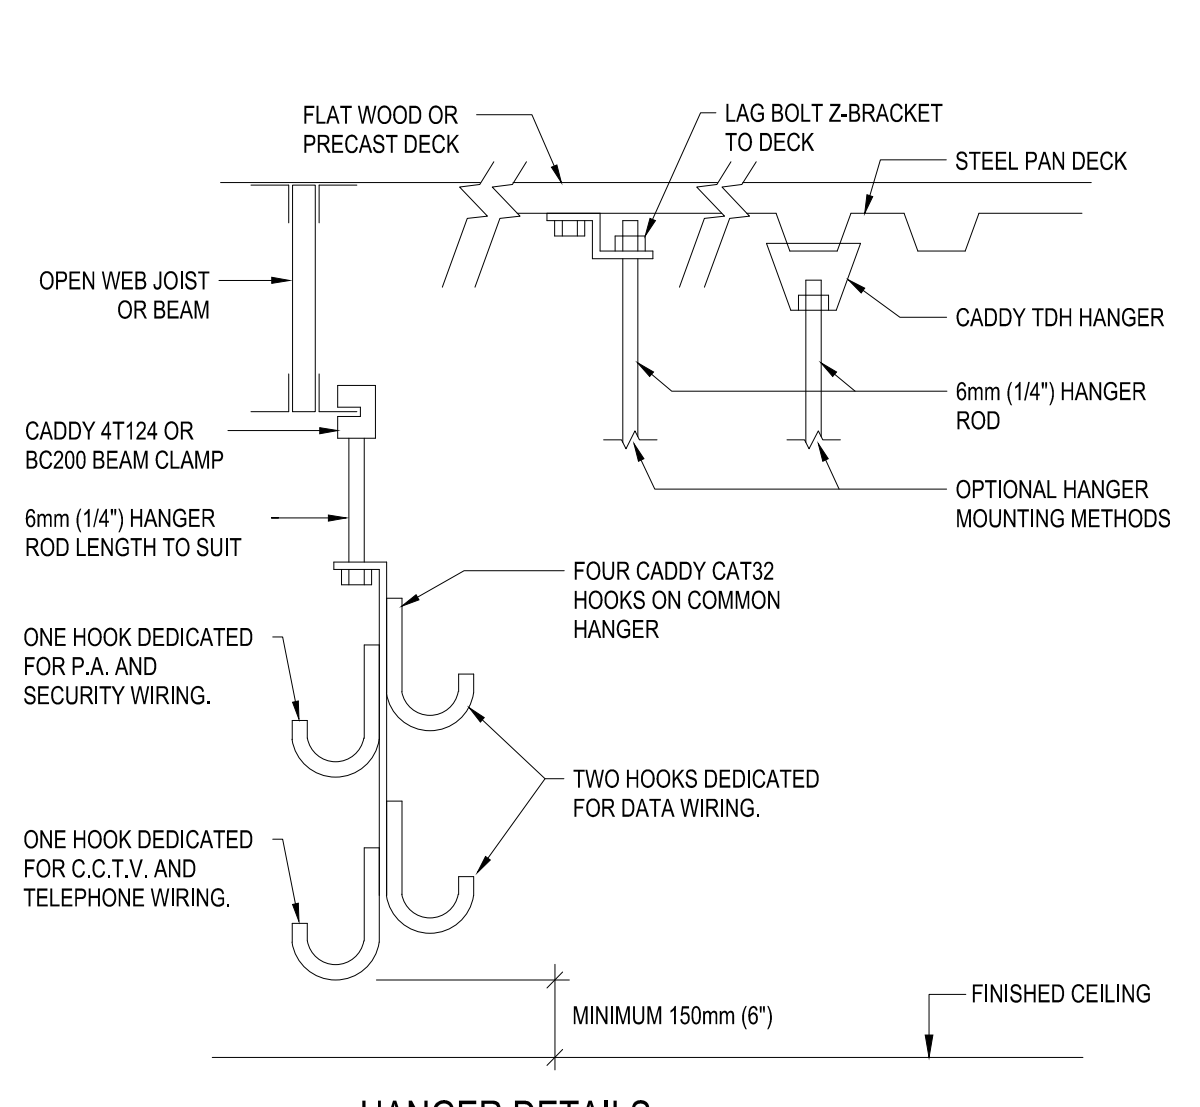 FLAT WOOD OR
PRECAST DECK
LAG BOLT Z-BRACKET
TO DECK
STEEL PAN DECK
OPEN WEB JOIST
OR BEAM
CADDY TDH HANGER
6mm (1/4") HANGER
ROD
CADDY 4T124 OR
BC200 BEAM CLAMP
OPTIONAL HANGER
MOUNTING METHODS
6mm (1/4") HANGER
ROD LENGTH TO SUIT
FOUR CADDY CAT32
HOOKS ON COMMON
HANGER
ONE HOOK DEDICATED
FOR P.A. AND
SECURITY WIRING.
TWO HOOKS DEDICATED
FOR DATA WIRING.
ONE HOOK DEDICATED
FOR C.C.T.V. AND
TELEPHONE WIRING.
FINISHED CEILING
MINIMUM 150mm (6")
HANGER DETAILS